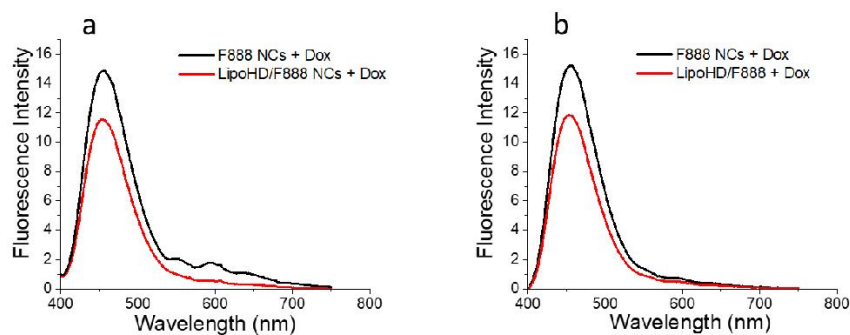 a
F888 NCs + Dox
LipoHD/F888 NCs + Dox
Fluorescence Intensity
16
14
12
10
8
6
4
2
0
400 500 600 700 800
Wavelength (nm)
b
F888 NCs + Dox
LipoHD/F888 + Dox
Fluorescence Intensity
16
14
12
10
8
6
4
2
0
400 500 600 700 800
Wavelength (nm)